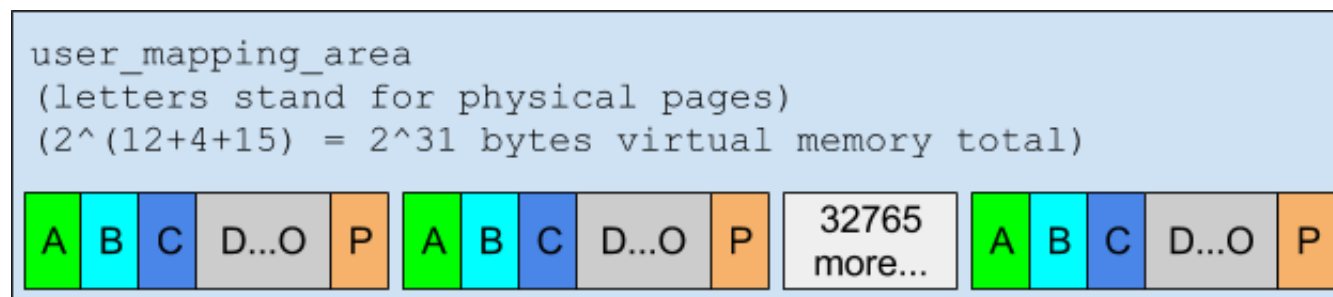 user_mapping_area
(letters stand for physical pages)
(2^(12+4+15) = 2^31 bytes virtual memory total)
A B C D...O P A B C D...O P 32765 A B C D...O P
more...